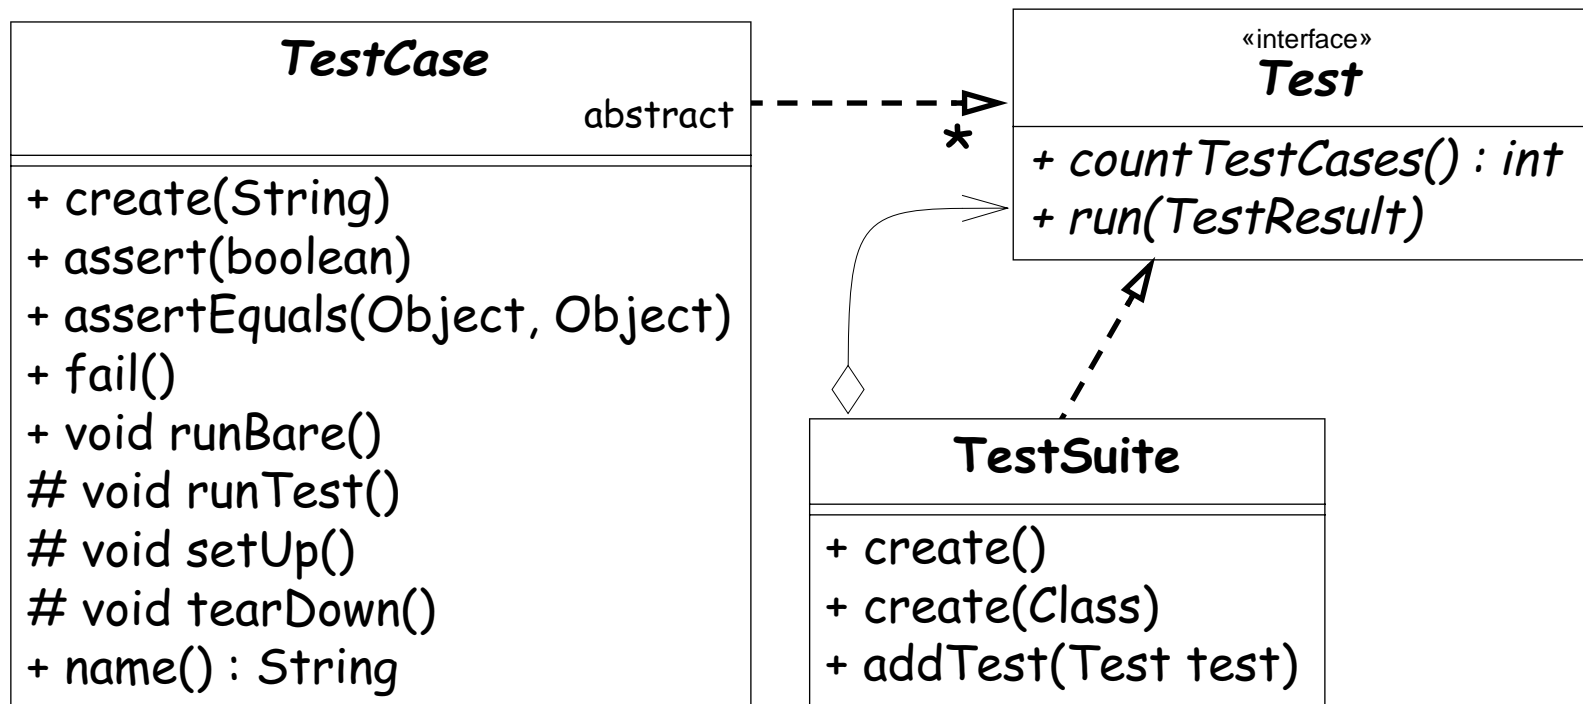 TestCase
abstract
+ create(String)
+ assert(boolean)
+ assertEquals(Object, Object)
+ fail()
+ void runBare()
# void runTest()
# void setUp()
# void tearDown()
+ name() : String
*
«interface»
Test
+ countTestCases() : int
+ run(TestResult)
TestSuite
+ create()
+ create(Class)
+ addTest(Test test)